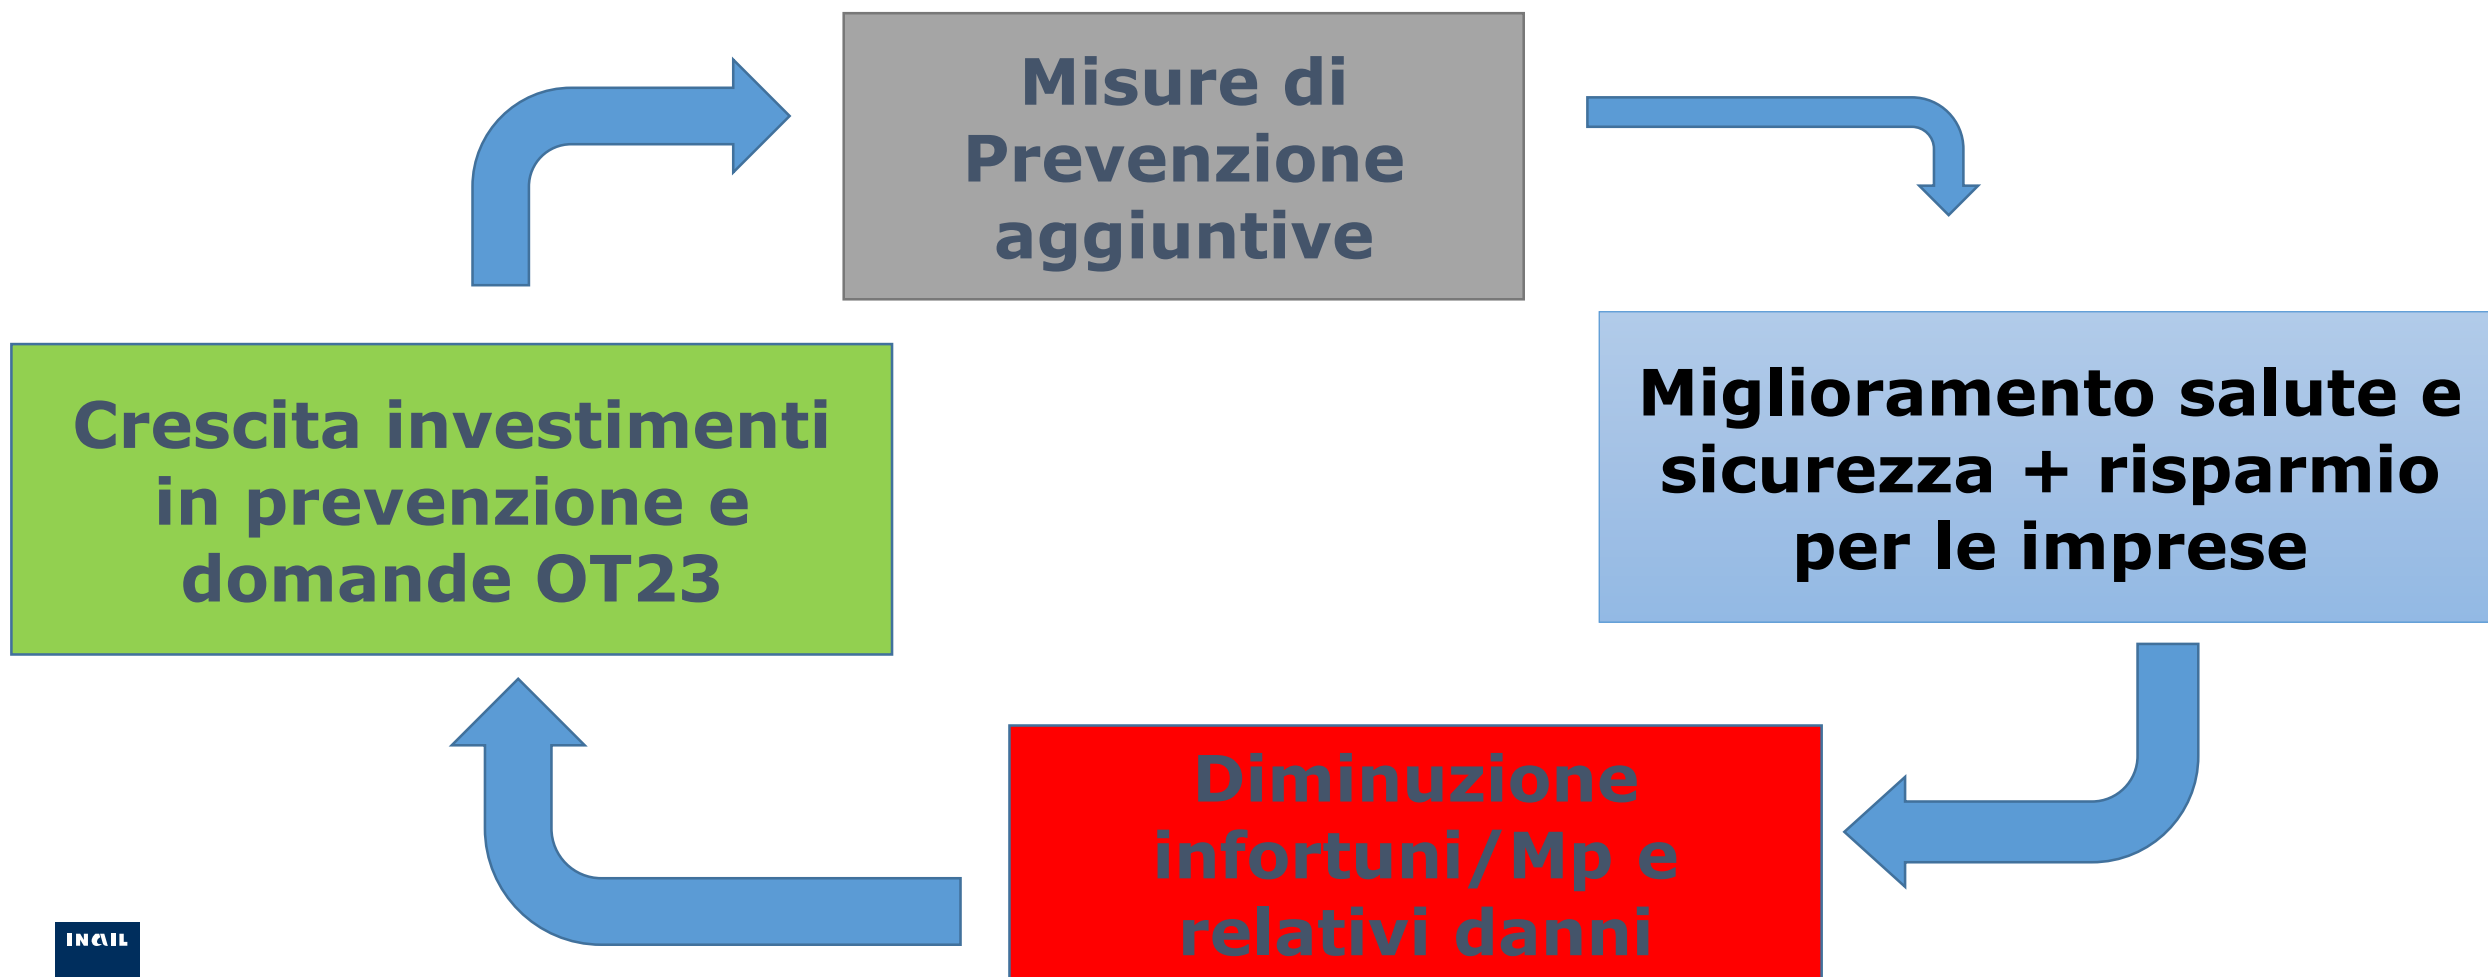 Misure di
Prevenzione
aggiuntive
Miglioramento salute e
sicurezza + risparmio
per le imprese
Crescita investimenti
in prevenzione e
domande OT23
Diminuzione
infortuni/Mp e
relativi danni
INAIL